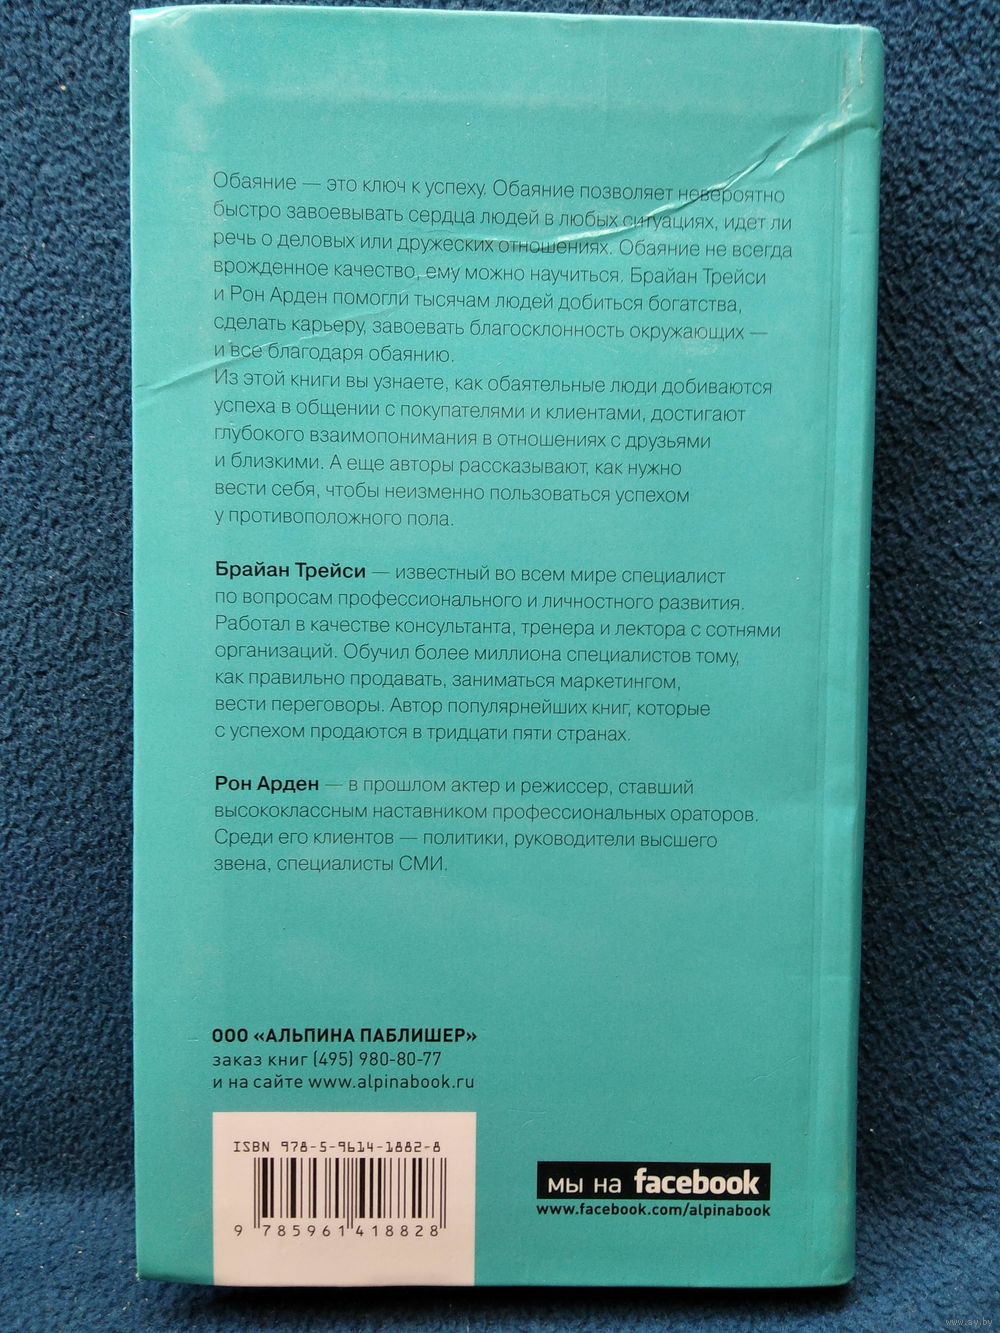 Обаяние — это ключ к успеху. Обаяние позволяет невероятно
быстро завоевывать сердца людей в любых ситуациях, идет ли
речь о деловых или дружеских отношениях. Обаяние не всегда
врожденное качество, ему можно научиться. Брайан Трейси
и Рон Арден помогли тысячам людей добиться богатства,
сделать карьеру, завоевать благосклонность окружающих —
и все благодаря обаянию.
Из этой книги вы узнаете, как обаятельные люди добиваются
успеха в общении с покупателями и клиентами, достигают
глубокого взаимопонимания в отношениях с друзьями
и близкими. А еще авторы рассказывают, как нужно
вести себя, чтобы неизменно пользоваться успехом
у противоположного пола.
Брайан Трейси — известный во всем мире специалист
по вопросам профессионального и личностного развития.
Работал в качестве консультанта, тренера и лектора с сотнями
организаций. Обучил более миллиона специалистов тому,
как правильно продавать, заниматься маркетингом,
вести переговоры. Автор популярнейших книг, которые
с успехом продаются в тридцати пяти странах.
Рон Арден — в прошлом актер и режиссер, ставший
высококлассным наставником профессиональных ораторов.
Среди его клиентов — политики, руководители высшего
звена, специалисты СМИ.
ООО «АЛЬПИНА ПАБЛИШЕР»
заказ книг (495) 980-80-77
и на сайте www.alpinabook.ru
ISBN 978-5-9614-1882-8
9 785961 418828
мы на facebook
www.facebook.com/alpinabook
www.ay.by